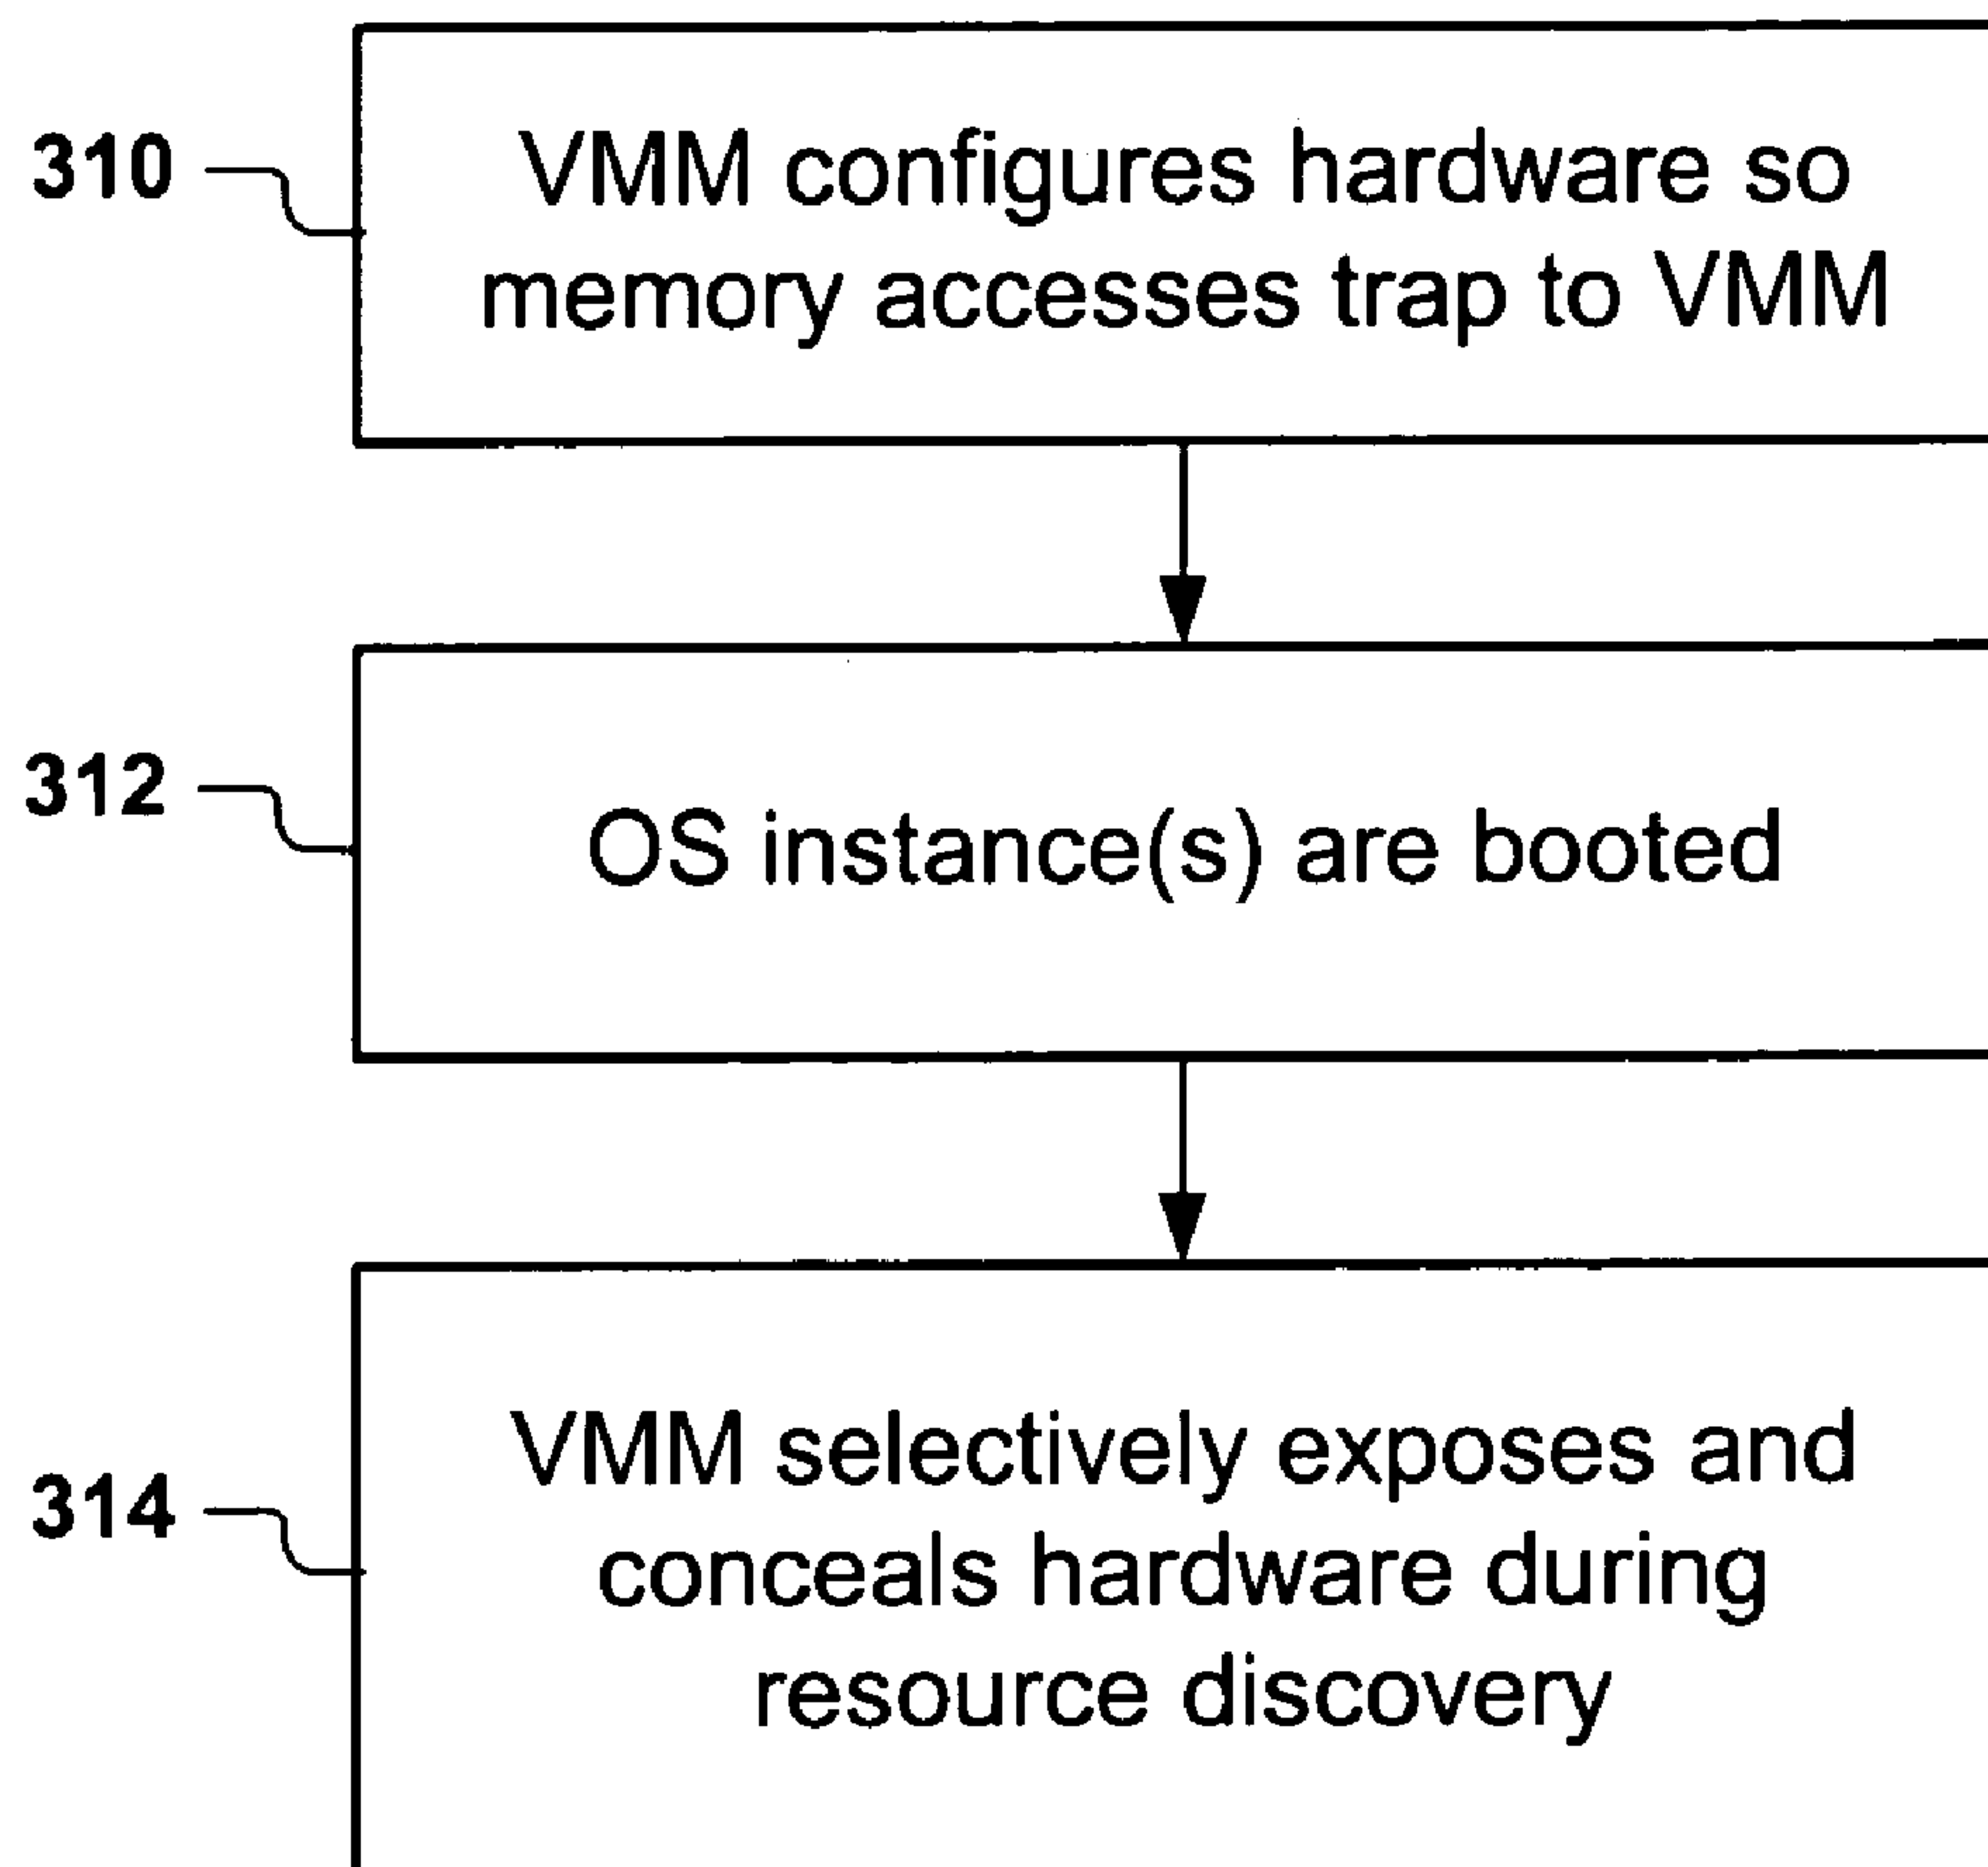 310
VMM configures hardware so
memory accesses trap to VMM
312
OS instance(s) are booted
314
VMM selectively exposes and
conceals hardware during
resource discovery